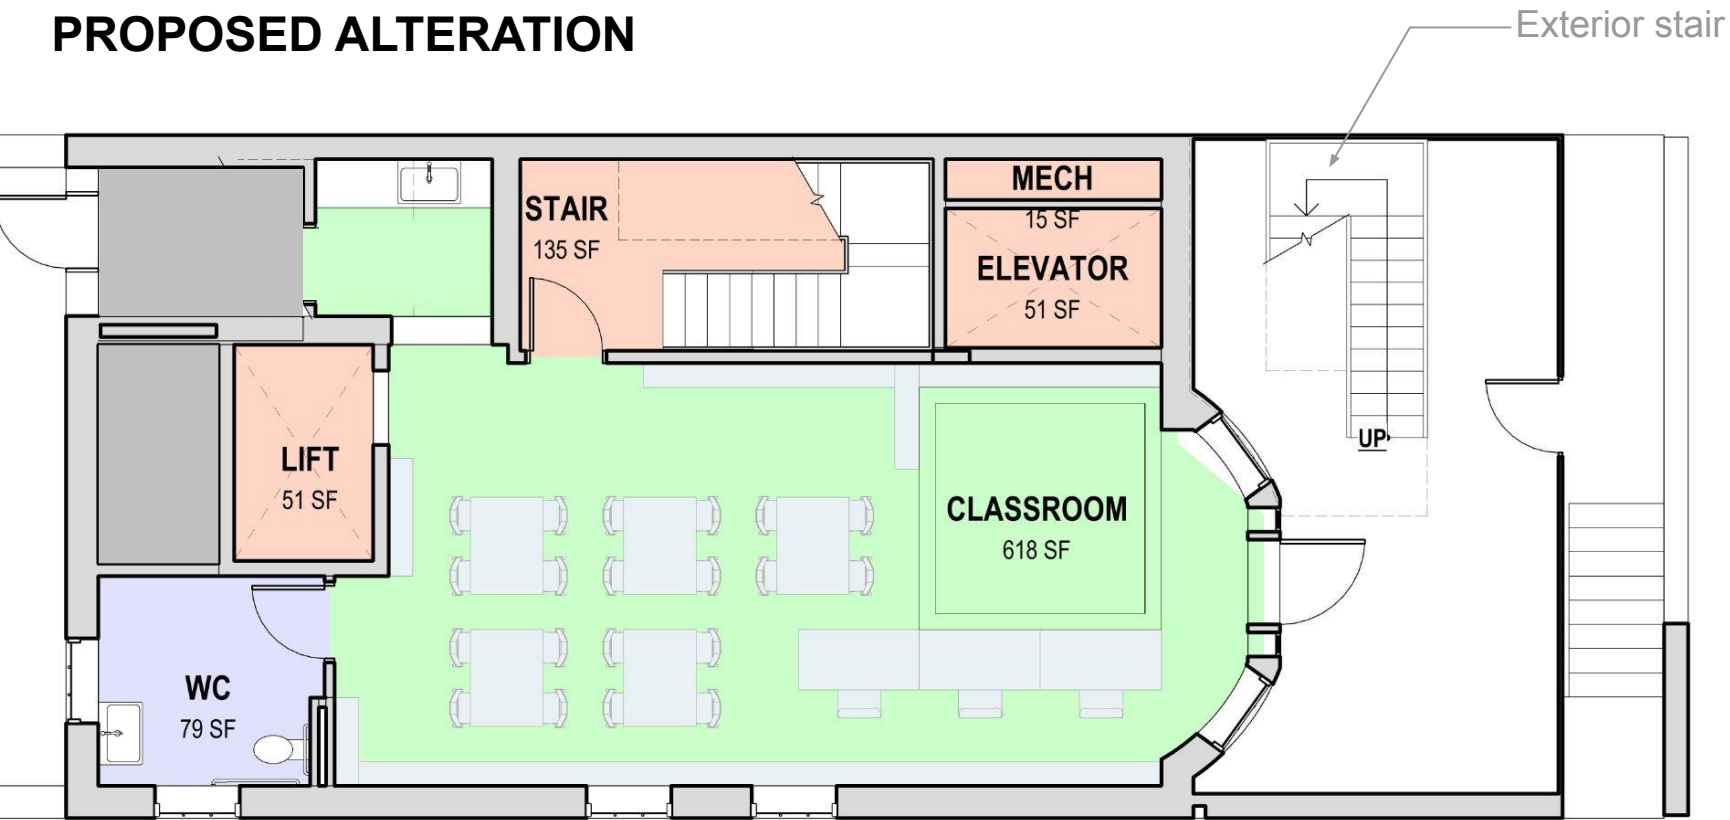 PROPOSED ALTERATION
Exterior stair
MECH
15 SF
STAIR
135 SF
ELEVATOR
51 SF
UP
LIFT
51 SF
CLASSROOM
618 SF
WC
79 SF